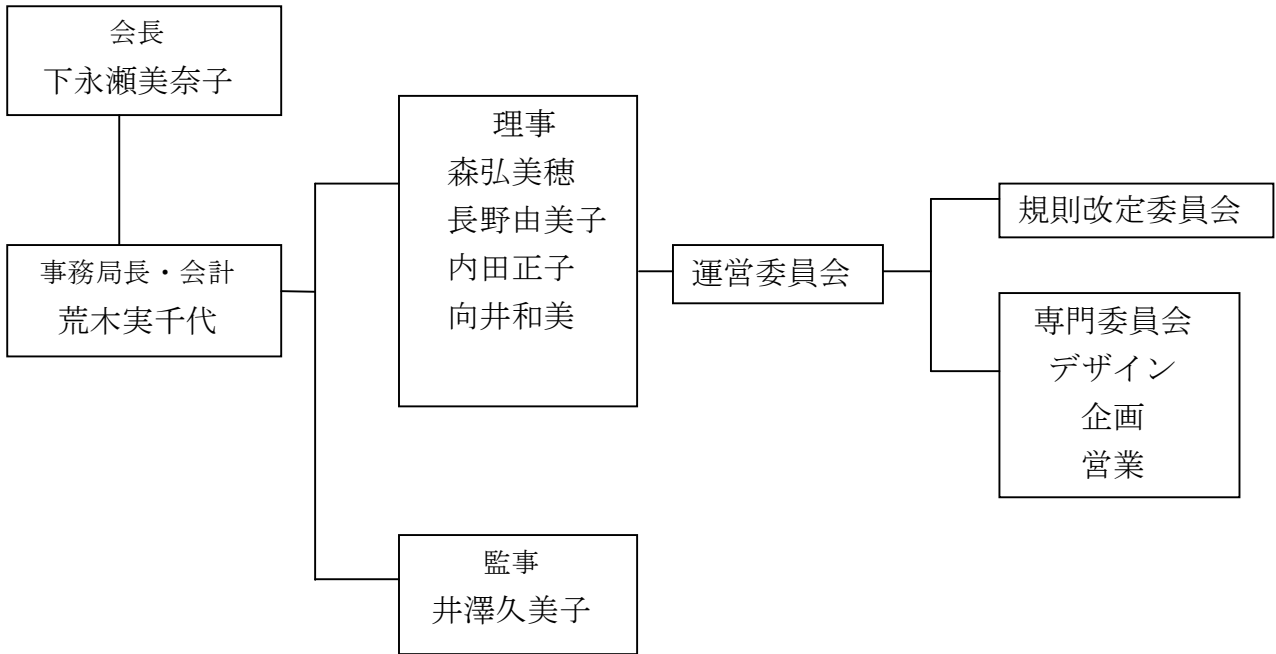 会長
下永瀬美奈子
事務局長・会計
荒木実千代
理事
森弘美穂
長野由美子
内田正子
向井和美
監事
井澤久美子
運営委員会
規則改定委員会
専門委員会
デザイン
企画
営業